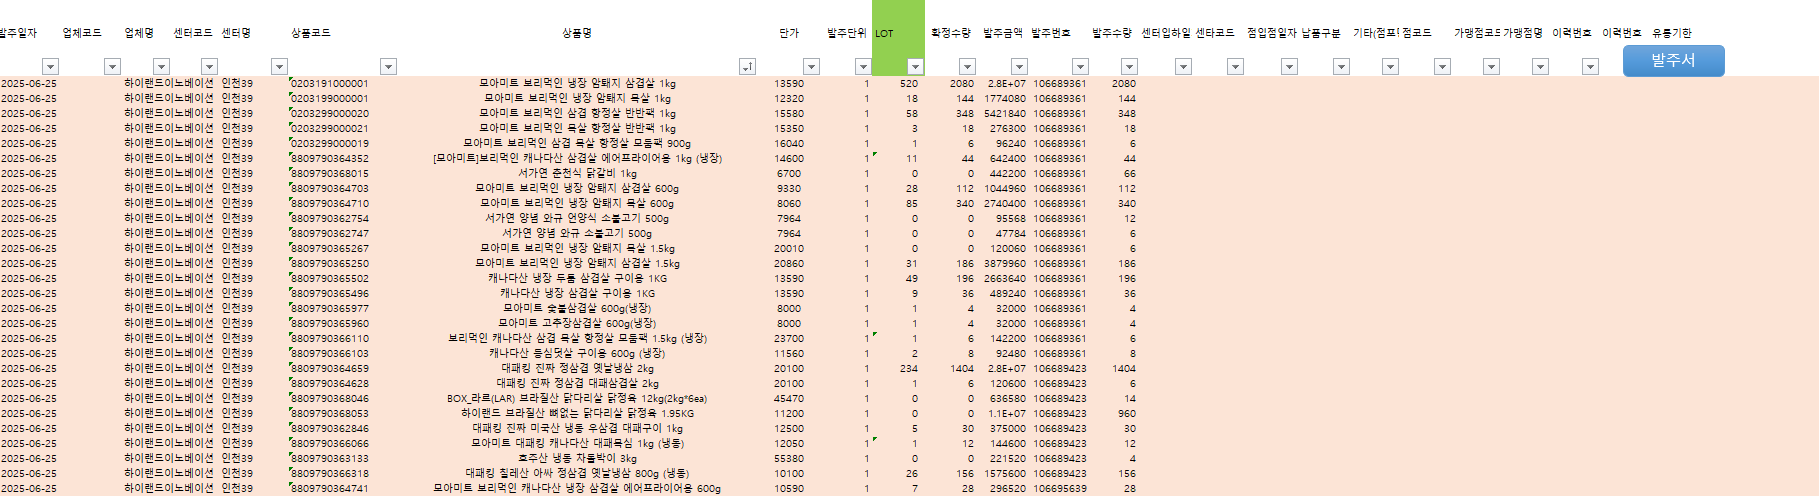 발주일자 업체코드 업체명 센터코드 센터명 상품코드 상품명 단가 발주단위 LOT 확정수량 발주금액 발주번호 발주수량 센터입하일 센타코드 점입점일자 납품구분 기타(점포 점코드 가맹점코드 가맹점명 이력번호 이력번호 유통기한
발주서
2025-06-25 하이랜드이노베이션 인천39 0203191000001 모아미트 보리먹인 냉장 암퇘지 삼겹살 1kg 13590 1 520 2080 2.8E+07 106689361 2080
2025-06-25 하이랜드이노베이션 인천39 0203199000001 모아미트 보리먹인 냉장 암퇘지 목살 1kg 12320 1 18 144 1774080 106689361 144
2025-06-25 하이랜드이노베이션 인천39 0203299000020 모아미트 보리먹인 삼겹 항정살 반반팩 1kg 15580 1 58 348 5421840 106689361 348
2025-06-25 하이랜드이노베이션 인천39 0203299000021 모아미트 보리먹인 목살 항정살 반반팩 1kg 15350 1 3 18 276300 106689361 18
2025-06-25 하이랜드이노베이션 인천39 0203299000019 모아미트 보리먹인 삼겹 목살 항정살 모둠팩 900g 16040 1 1 6 96240 106689361 6
2025-06-25 하이랜드이노베이션 인천39 8809790364352 [모아미트]보리먹인 캐나다산 삼겹살 에어프라이어용 1kg (냉장) 14600 1 11 44 642400 106689361 44
2025-06-25 하이랜드이노베이션 인천39 8809790368015 서가연 춘천식 닭갈비 1kg 6700 1 0 0 442200 106689361 66
2025-06-25 하이랜드이노베이션 인천39 8809790364703 모아미트 보리먹인 냉장 암퇘지 삼겹살 600g 9330 1 28 112 1044960 106689361 112
2025-06-25 하이랜드이노베이션 인천39 8809790364710 모아미트 보리먹인 냉장 암퇘지 목살 600g 8060 1 85 340 2740400 106689361 340
2025-06-25 하이랜드이노베이션 인천39 8809790362754 서가연 양념 와규 언양식 소불고기 500g 7964 1 0 0 95568 106689361 12
2025-06-25 하이랜드이노베이션 인천39 8809790362747 서가연 양념 와규 소불고기 500g 7964 1 0 0 47784 106689361 6
2025-06-25 하이랜드이노베이션 인천39 8809790365267 모아미트 보리먹인 냉장 암퇘지 목살 1.5kg 20010 1 0 0 120060 106689361 6
2025-06-25 하이랜드이노베이션 인천39 8809790365250 모아미트 보리먹인 냉장 암퇘지 삼겹살 1.5kg 20860 1 31 186 3879960 106689361 186
2025-06-25 하이랜드이노베이션 인천39 8809790365502 캐나다산 냉장 두툼 삼겹살 구이용 1KG 13590 1 49 196 2663640 106689361 196
2025-06-25 하이랜드이노베이션 인천39 8809790365496 캐나다산 냉장 삼겹살 구이용 1KG 13590 1 9 36 489240 106689361 36
2025-06-25 하이랜드이노베이션 인천39 8809790365977 모아미트 숯불삼겹살 600g(냉장) 8000 1 1 4 32000 106689361 4
2025-06-25 하이랜드이노베이션 인천39 8809790365960 모아미트 고추장삼겹살 600g(냉장) 8000 1 1 4 32000 106689361 4
2025-06-25 하이랜드이노베이션 인천39 8809790366110 보리먹인 캐나다산 삼겹 목살 항정살 모둠팩 1.5kg (냉장) 23700 1 1 6 142200 106689361 6
2025-06-25 하이랜드이노베이션 인천39 8809790366103 캐나다산 등심덧살 구이용 600g (냉장) 11560 1 2 8 92480 106689361 8
2025-06-25 하이랜드이노베이션 인천39 8809790364659 대패킹 진짜 정삼겹 옛날냉삼 2kg 20100 1 234 1404 2.8E+07 106689423 1404
2025-06-25 하이랜드이노베이션 인천39 8809790364628 대패킹 진짜 정삼겹 대패삼겹살 2kg 20100 1 1 6 120600 106689423 6
2025-06-25 하이랜드이노베이션 인천39 8809790368046 BOX_라르(LAR) 브라질산 닭다리살 닭정육 12kg(2kg*6ea) 45470 1 0 0 636580 106689423 14
2025-06-25 하이랜드이노베이션 인천39 8809790368053 하이랜드 브라질산 뼈없는 닭다리살 닭정육 1.95KG 11200 1 0 0 1.1E+07 106689423 960
2025-06-25 하이랜드이노베이션 인천39 8809790362846 대패킹 진짜 미국산 냉동 우삼겹 대패구이 1kg 12500 1 5 30 375000 106689423 30
2025-06-25 하이랜드이노베이션 인천39 8809790366066 모아미트 대패킹 캐나다산 대패목심 1kg (냉동) 12050 1 1 12 144600 106689423 12
2025-06-25 하이랜드이노베이션 인천39 8809790363133 호주산 냉동 차돌박이 3kg 55380 1 0 0 221520 106689423 4
2025-06-25 하이랜드이노베이션 인천39 8809790366318 대패킹 칠레산 아싸 정삼겹 옛날냉삼 800g (냉동) 10100 1 26 156 1575600 106689423 156
2025-06-25 하이랜드이노베이션 인천39 8809790364741 모아미트 보리먹인 캐나다산 냉장 삼겹살 에어프라이어용 600g 10590 1 7 28 296520 106695639 28